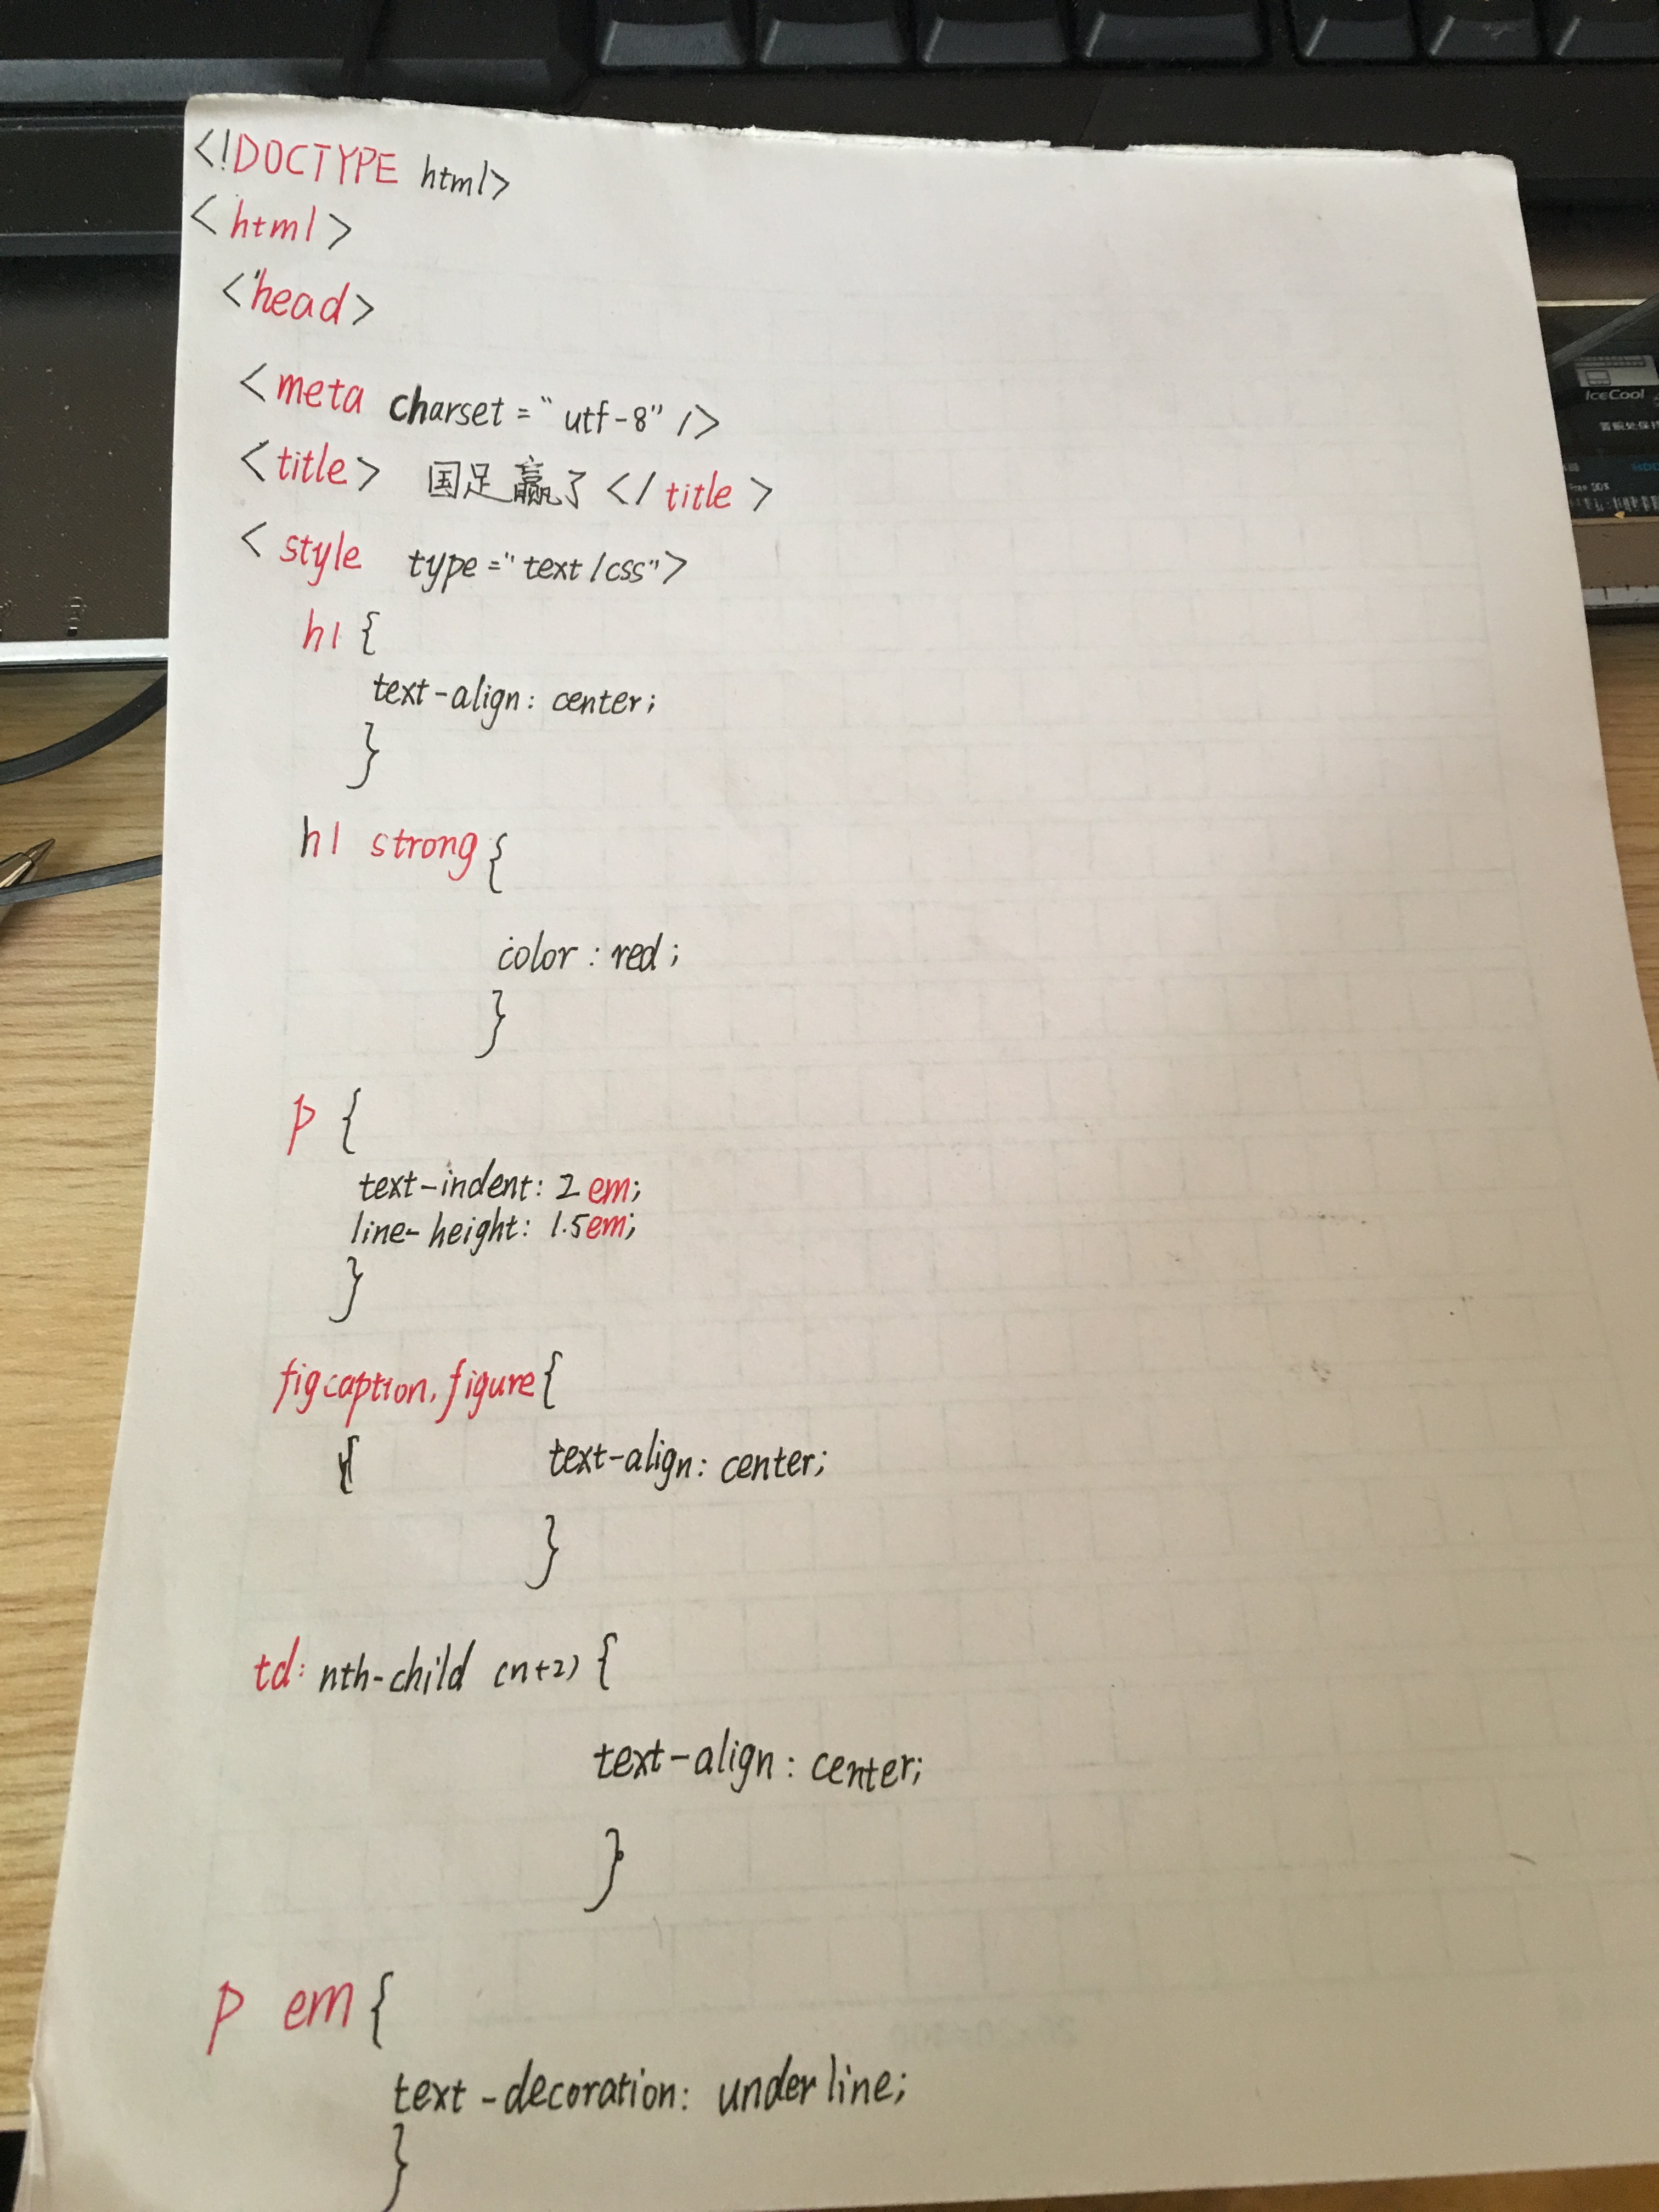 <!DOCTYPE html>
<html>
<head>
<meta charset="utf-8" />
<title> 国足赢了 </title>
<style type="text/css">
h1 {
text-align: center;
}
h1 strong {
color: red;
}
p {
text-indent: 2em;
line-height: 1.5em;
}
figcaption, figure {
text-align: center;
}
td: nth-child (n+2) {
text-align: center;
}
p em {
text-decoration: underline;
}
IceCool